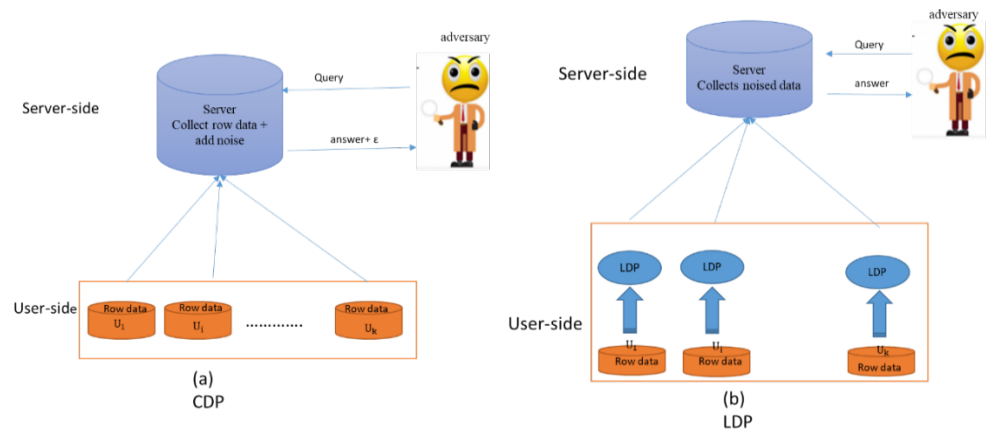 adversary
Query
Server-side
Server
Collect row data +
add noise
answer+ ε
User-side
Row data
U₁
Row data
Uⱼ
.............
Row data
Uₖ
(a)
CDP
adversary
Query
Server-side
Server
Collects noised data
answer
LDP
LDP
LDP
User-side
U₁
Row data
Uᵢ
Row data
Uₖ
Row data
(b)
LDP